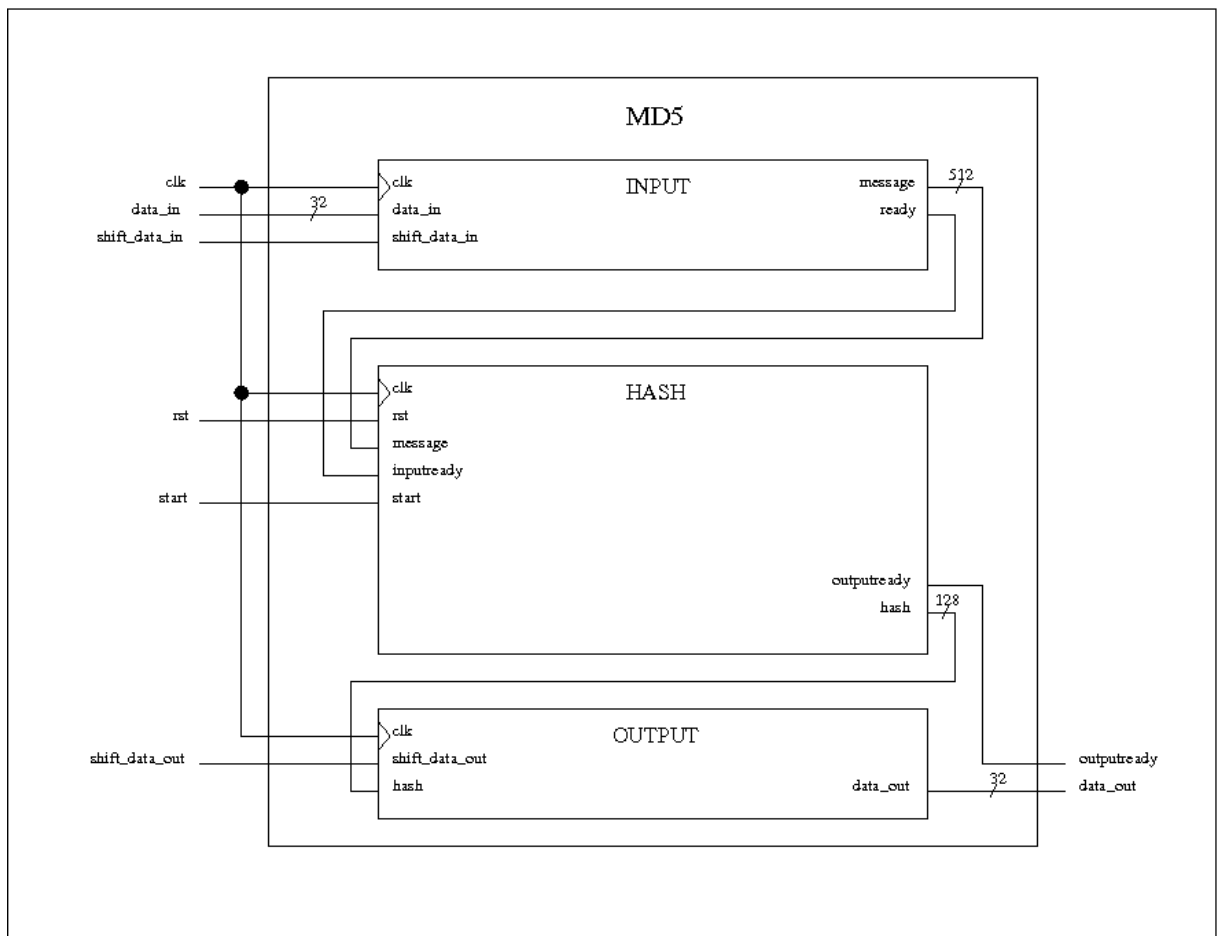 MD5
INPUT
clk
data_in
32
shift_data_in
clk
data_in
shift_data_in
message
512
ready
HASH
clk
rst
rst
message
inputready
start
start
outputready
hash
128
OUTPUT
clk
shift_data_out
shift_data_out
hash
data_out
32
outputready
data_out